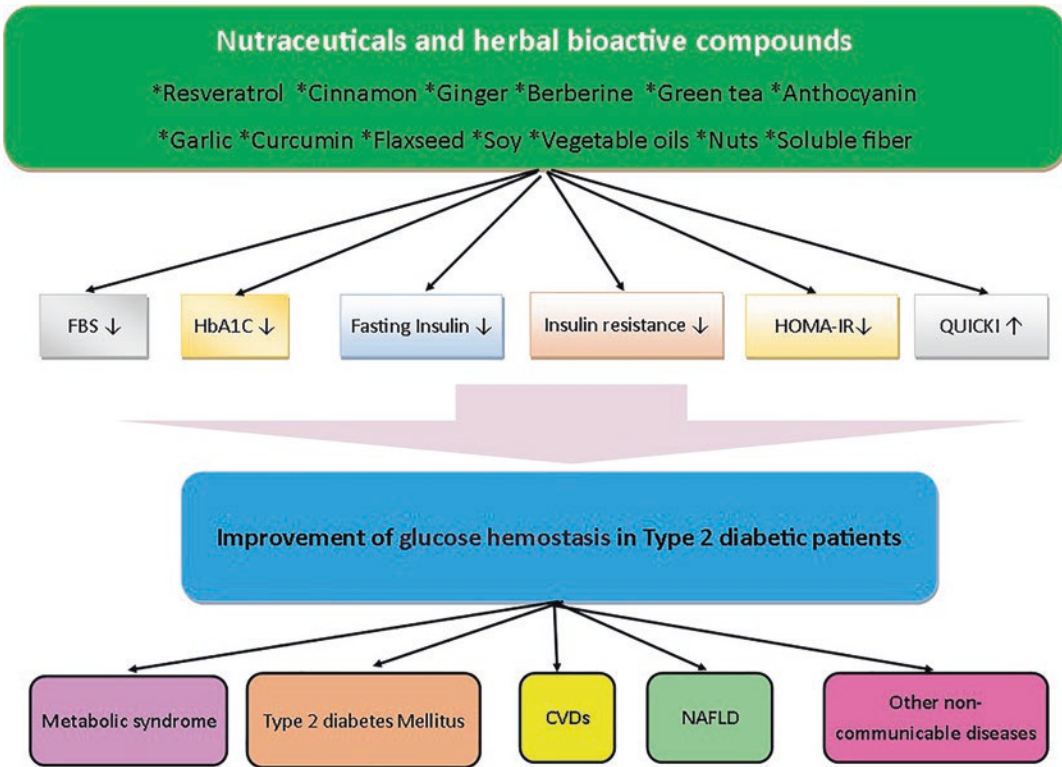 Nutraceuticals and herbal bioactive compounds
*Resveratrol *Cinnamon *Ginger *Berberine *Green tea *Anthocyanin
*Garlic *Curcumin *Flaxseed *Soy *Vegetable oils *Nuts *Soluble fiber
FBS ↓
HbA1C ↓
Fasting Insulin ↓
Insulin resistance ↓
HOMA-IR↓
QUICKI ↑
Improvement of glucose hemostasis in Type 2 diabetic patients
Metabolic syndrome
Type 2 diabetes Mellitus
CVDs
NAFLD
Other non-
communicable diseases